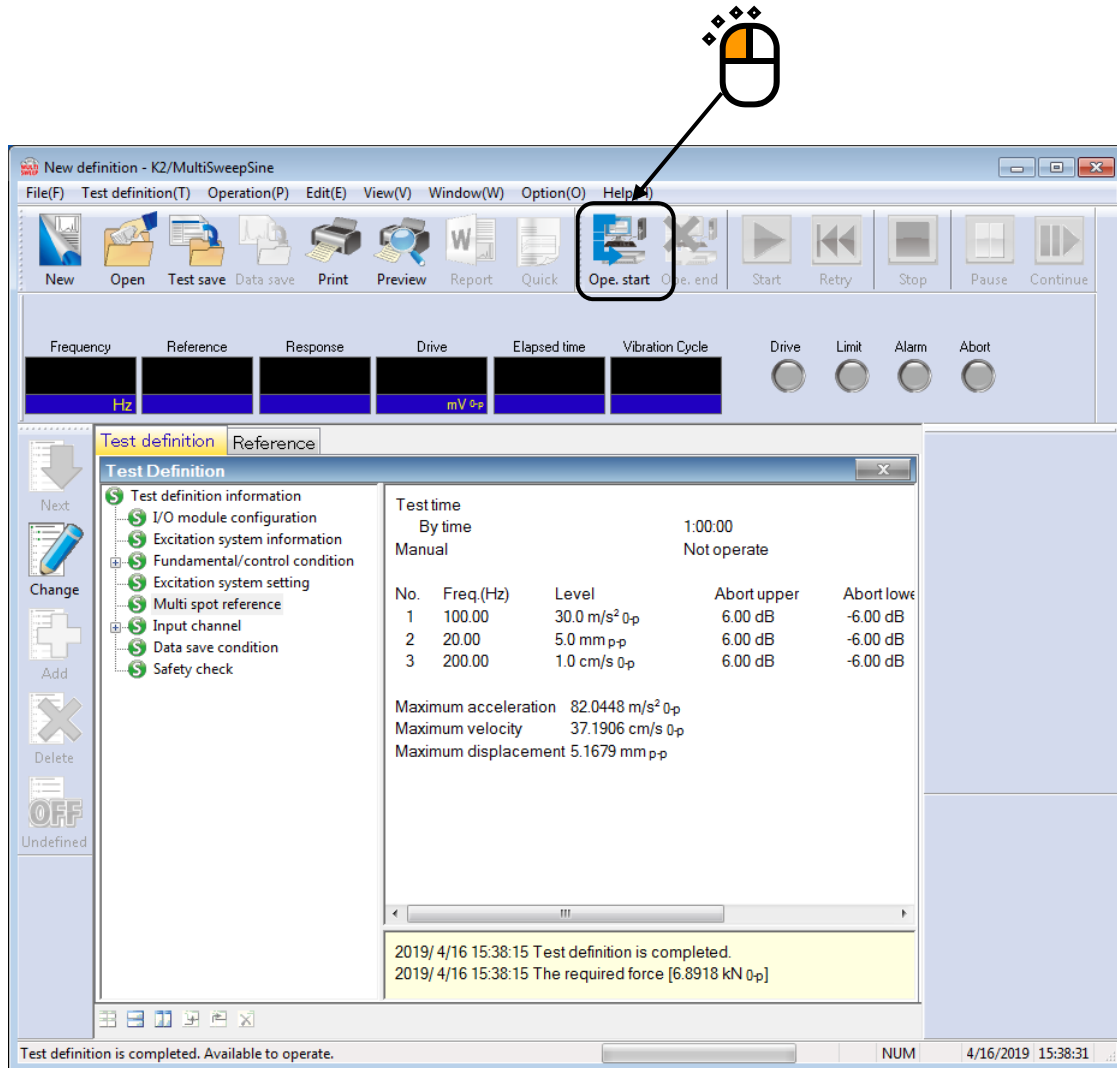 New definition - K2/MultiSweepSine
File(F) Test definition(T) Operation(P) Edit(E) View(V) Window(W) Option(O) Help(H)
New Open Test save Data save Print Preview Report Quick Ope. start Ope. end Start Retry Stop Pause Continue
Frequency Reference Response Drive Elapsed time Vibration Cycle Drive Limit Alarm Abort
Hz mV 0-p
Test definition Reference
Test Definition
Next
Change
Add
Delete
OFF
Undefined
Test definition information
I/O module configuration
Excitation system information
Fundamental/control condition
Excitation system setting
Multi spot reference
Input channel
Data save condition
Safety check
Test time
By time 1:00:00
Manual Not operate
No. Freq.(Hz) Level Abort upper Abort lowe
1 100.00 30.0 m/s² 0-p 6.00 dB -6.00 dB
2 20.00 5.0 mm p-p 6.00 dB -6.00 dB
3 200.00 1.0 cm/s 0-p 6.00 dB -6.00 dB
Maximum acceleration 82.0448 m/s² 0-p
Maximum velocity 37.1906 cm/s 0-p
Maximum displacement 5.1679 mm p-p
2019/ 4/16 15:38:15 Test definition is completed.
2019/ 4/16 15:38:15 The required force [6.8918 kN 0-p]
Test definition is completed. Available to operate. NUM 4/16/2019 15:38:31